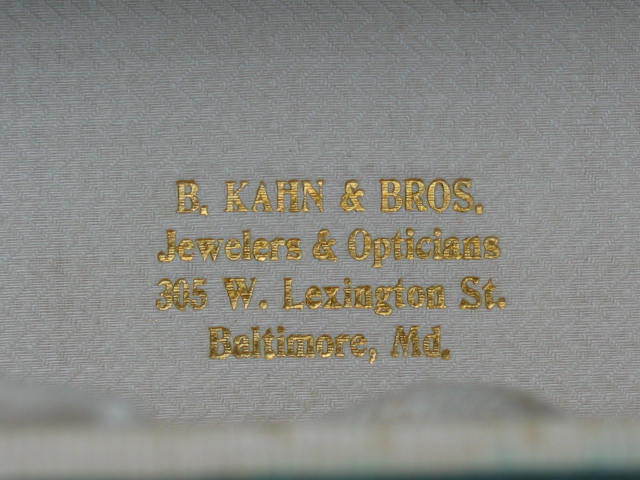 B. KAHN & BROS.
Jewelers & Opticians
305 W. Lexington St.
Baltimore, Md.